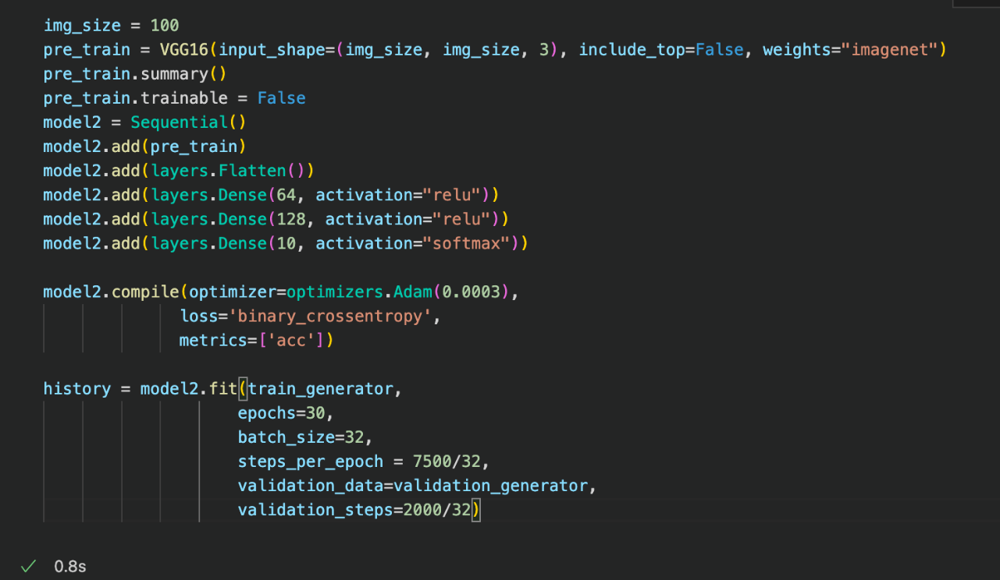 img_size = 100
pre_train = VGG16(input_shape=(img_size, img_size, 3), include_top=False, weights="imagenet")
pre_train.summary()
pre_train.trainable = False
model2 = Sequential()
model2.add(pre_train)
model2.add(layers.Flatten())
model2.add(layers.Dense(64, activation="relu"))
model2.add(layers.Dense(128, activation="relu"))
model2.add(layers.Dense(10, activation="softmax"))
model2.compile(optimizer=optimizers.Adam(0.0003),
loss='binary_crossentropy',
metrics=['acc'])
history = model2.fit(train_generator,
epochs=30,
batch_size=32,
steps_per_epoch = 7500/32,
validation_data=validation_generator,
validation_steps=2000/32)
0.8s